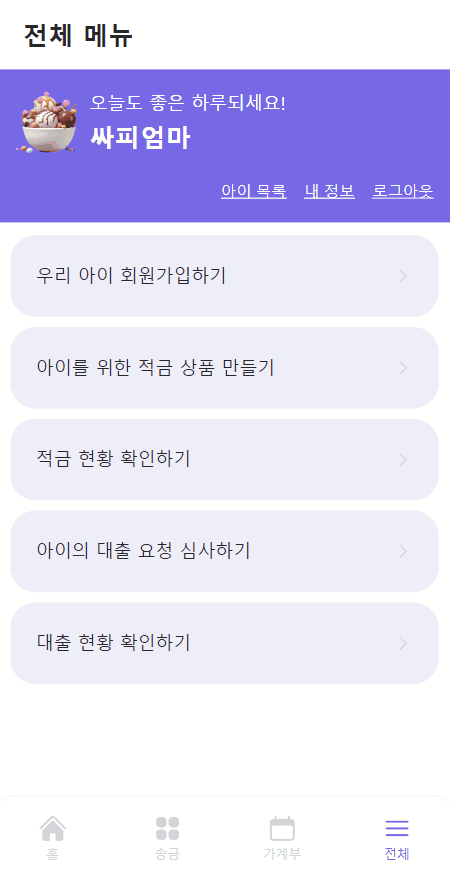 전체 메뉴
오늘도 좋은 하루되세요!
싸피엄마
아이 목록 내 정보 로그아웃
우리 아이 회원가입하기
아이를 위한 적금 상품 만들기
적금 현황 확인하기
아이의 대출 요청 심사하기
대출 현황 확인하기
홈 송금 가계부 전체